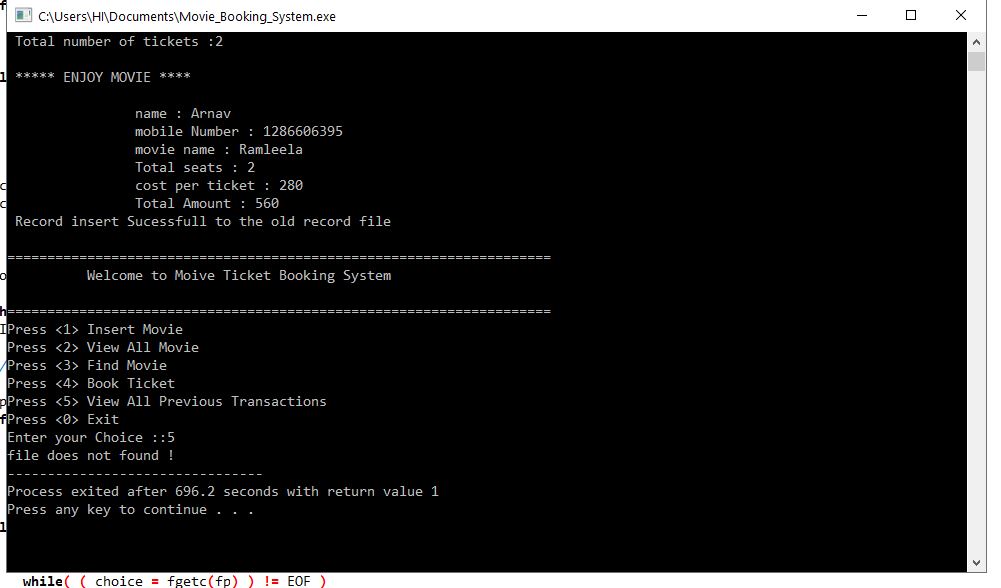 C:\Users\HI\Documents\Movie_Booking_System.exe
Total number of tickets :2
***** ENJOY MOVIE ****
name : Arnav
mobile Number : 1286606395
movie name : Ramleela
Total seats : 2
cost per ticket : 280
Total Amount : 560
Record insert Sucessfull to the old record file
====================================================================
Welcome to Moive Ticket Booking System
====================================================================
Press <1> Insert Movie
Press <2> View All Movie
Press <3> Find Movie
Press <4> Book Ticket
Press <5> View All Previous Transactions
Press <0> Exit
Enter your Choice ::5
file does not found !
--------------------------------
Process exited after 696.2 seconds with return value 1
Press any key to continue . . .
while( ( choice = fgetc(fp) ) != EOF )